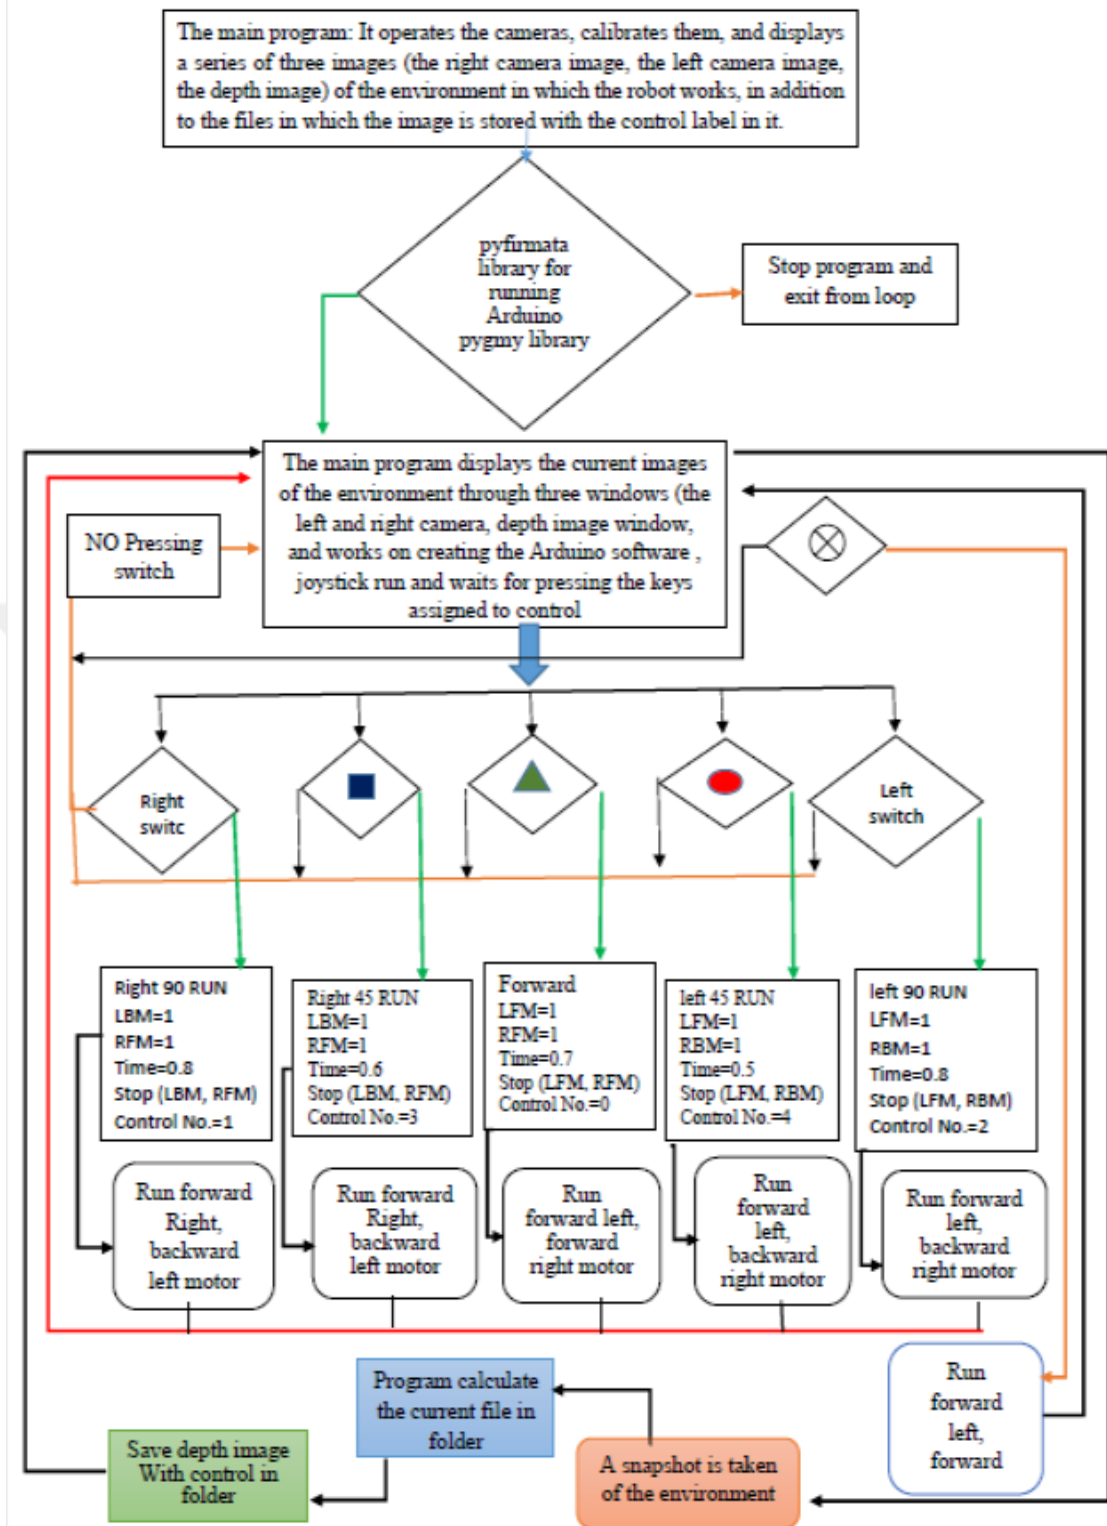 The main program: It operates the cameras, calibrates them, and displays
a series of three images (the right camera image, the left camera image,
the depth image) of the environment in which the robot works, in addition
to the files in which the image is stored with the control label in it.
pyfirmata
library for
running
Arduino
pygmy library
Stop program and
exit from loop
The main program displays the current images
of the environment through three windows (the
left and right camera, depth image window,
and works on creating the Arduino software ,
joystick run and waits for pressing the keys
assigned to control
NO Pressing
switch
Right
switc
Left
switch
Right 90 RUN
LBM=1
RFM=1
Time=0.8
Stop (LBM, RFM)
Control No.=1
Right 45 RUN
LBM=1
RFM=1
Time=0.6
Stop (LBM, RFM)
Control No.=3
Forward
LFM=1
RFM=1
Time=0.7
Stop (LFM, RFM)
Control No.=0
left 45 RUN
LFM=1
RBM=1
Time=0.5
Stop (LFM, RBM)
Control No.=4
left 90 RUN
LFM=1
RBM=1
Time=0.8
Stop (LFM, RBM)
Control No.=2
Run forward
Right,
backward
left motor
Run forward
Right,
backward
left motor
Run
forward left,
forward
right motor
Run
forward
left,
backward
right motor
Run forward
left,
backward
right motor
Run
forward
left,
forward
Program calculate
the current file in
folder
Save depth image
With control in
folder
A snapshot is taken
of the environment